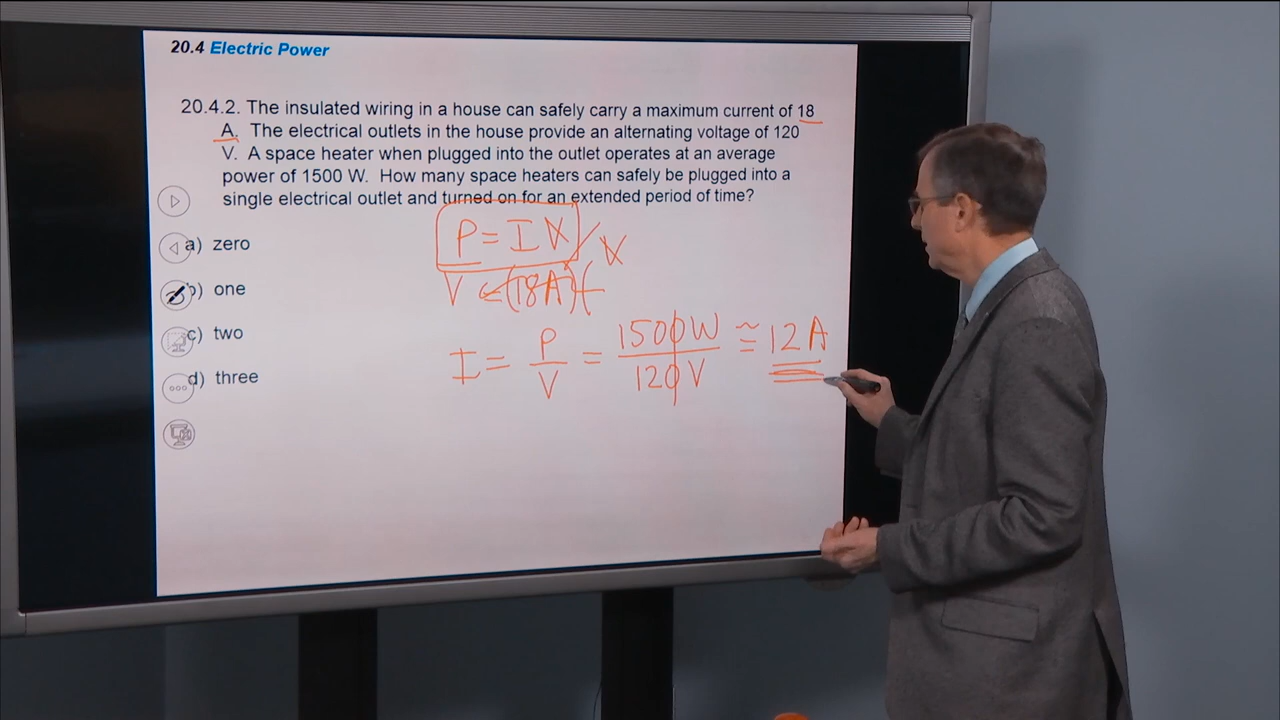 20.4 Electric Power
20.4.2. The insulated wiring in a house can safely carry a maximum current of 18
A. The electrical outlets in the house provide an alternating voltage of 120
V. A space heater when plugged into the outlet operates at an average
power of 1500 W. How many space heaters can safely be plugged into a
single electrical outlet and turned on for an extended period of time?
a) zero
b) one
c) two
d) three
P = I V / V
V (18A)(
I = P/V = 1500W/120V ≅ 12A